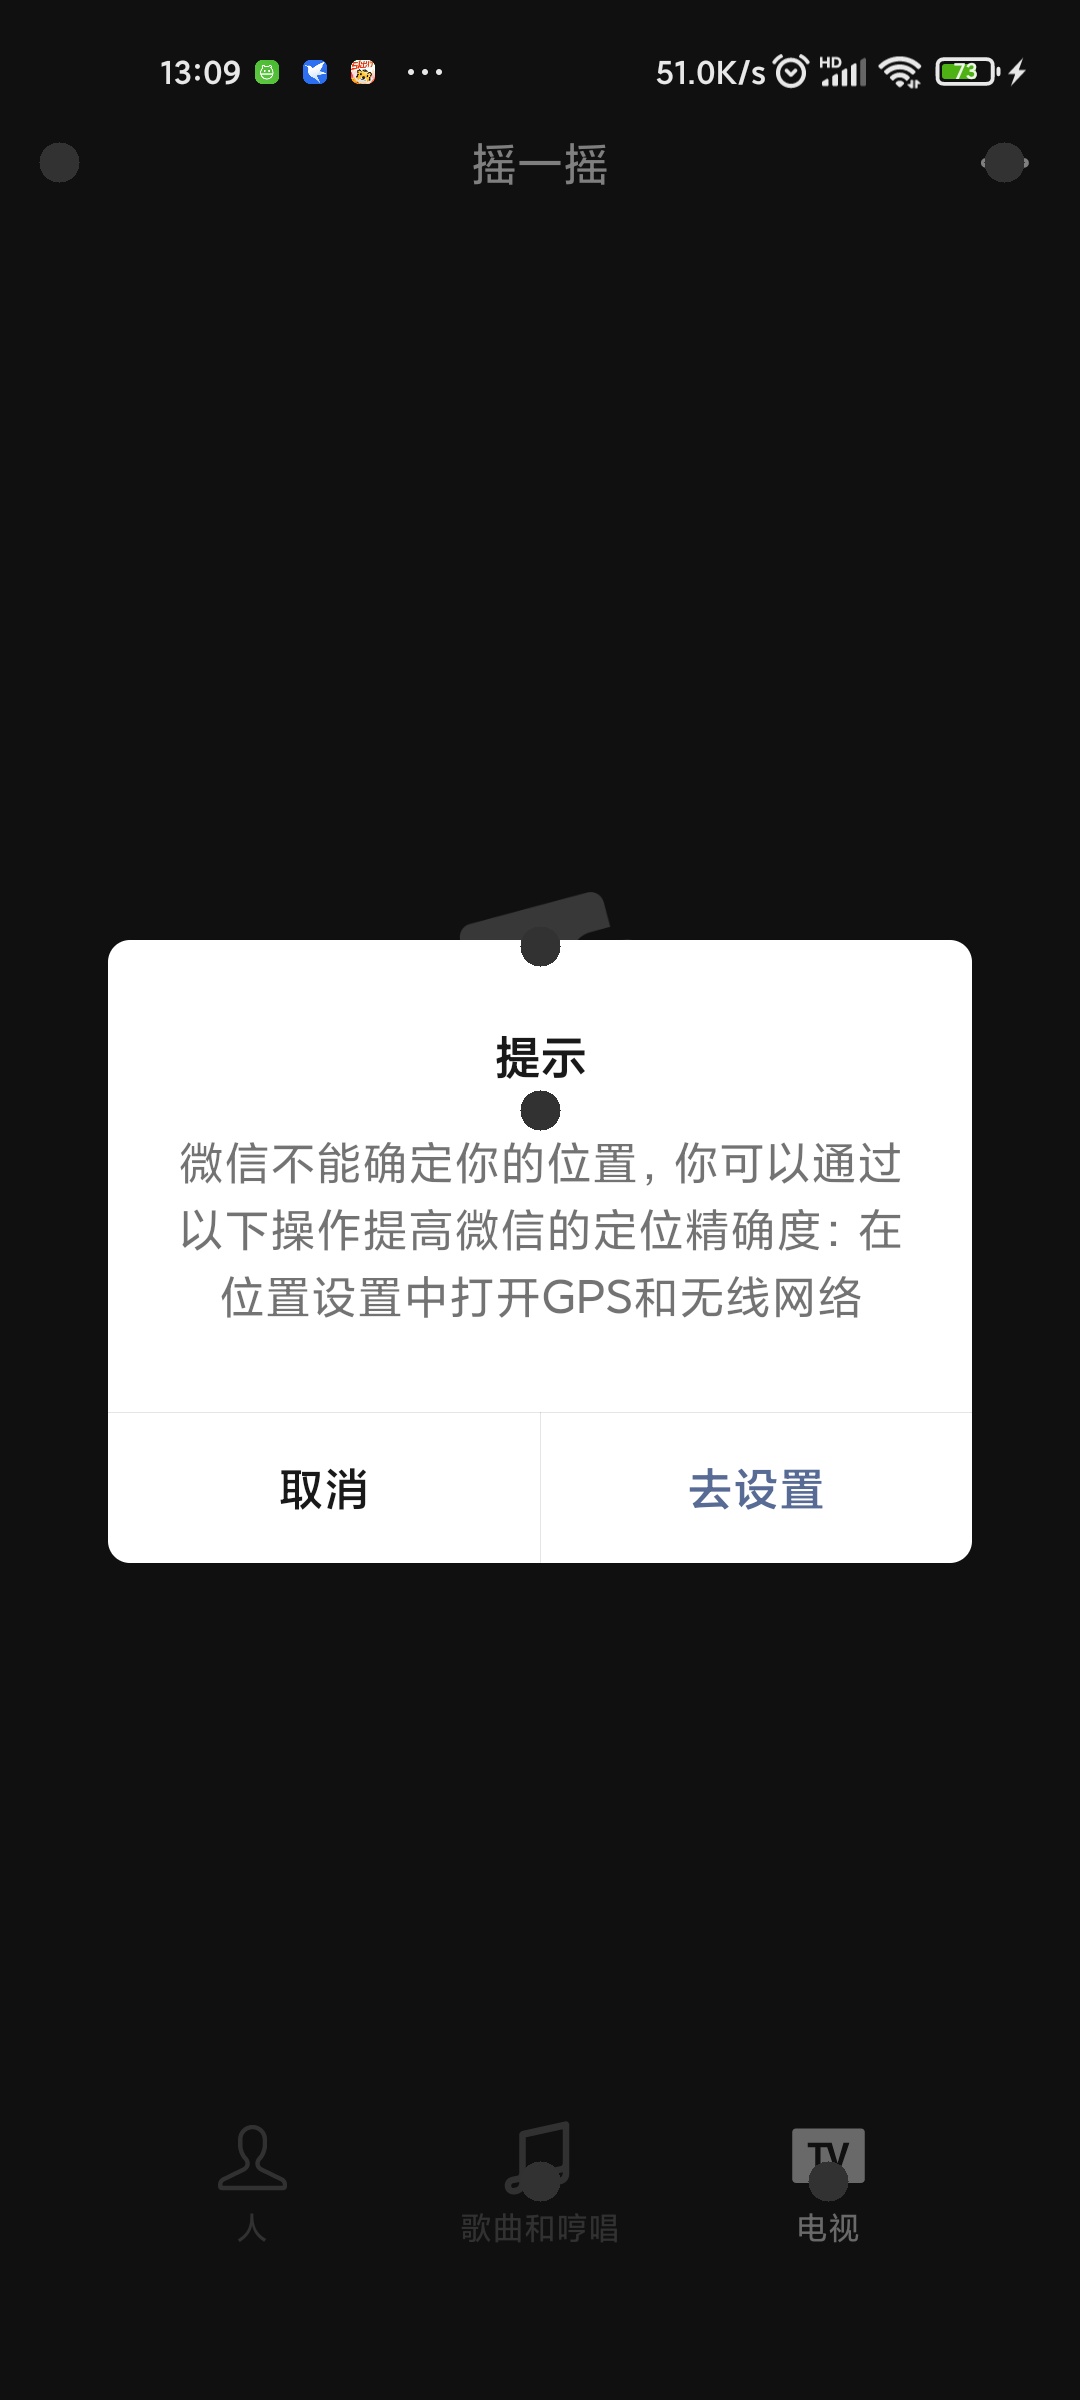 13:09 51.0K/s HD 73
摇一摇
提示
微信不能确定你的位置，你可以通过
以下操作提高微信的定位精确度：在
位置设置中打开GPS和无线网络
取消 去设置
TV
人 歌曲和哼唱 电视